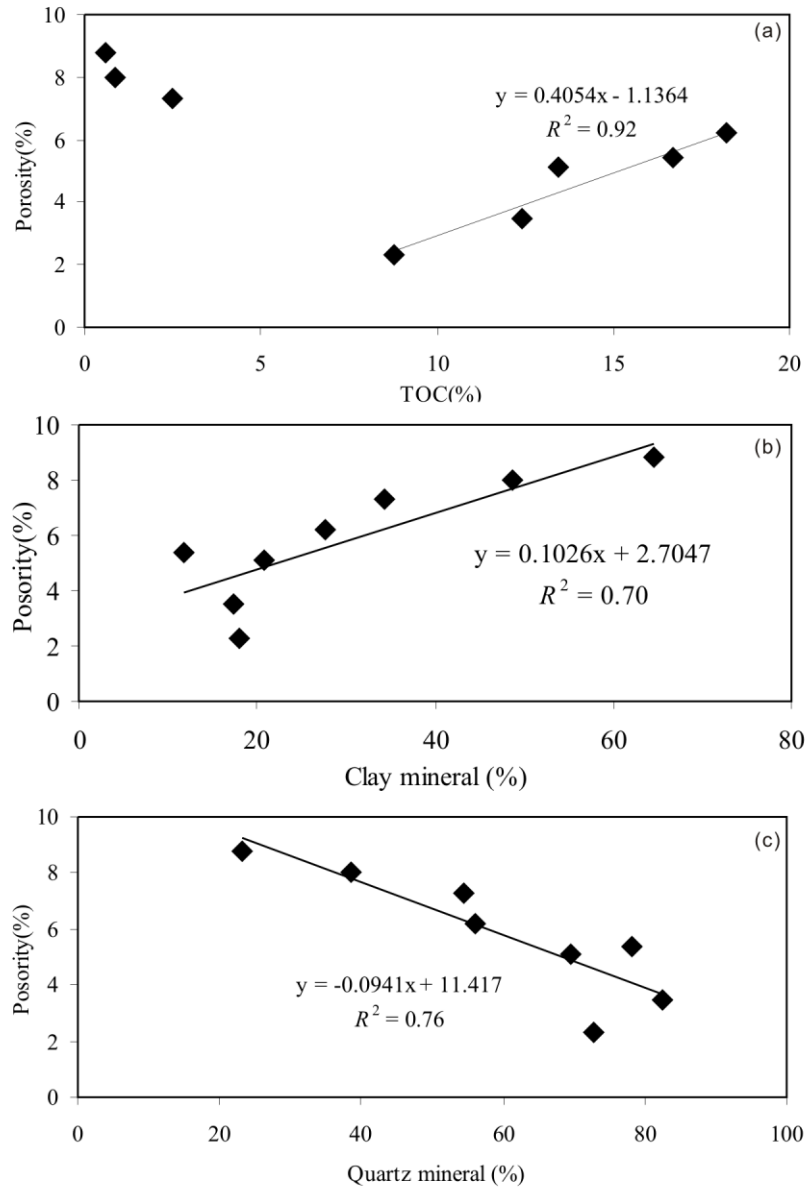 (a)
10
8
6
4
2
0
Porosity(%)
y = 0.4054x - 1.1364
R² = 0.92
0 5 10 15 20
TOC(%)
(b)
10
8
6
4
2
0
Posority(%)
y = 0.1026x + 2.7047
R² = 0.70
0 20 40 60 80
Clay mineral (%)
(c)
10
8
6
4
2
0
Posority(%)
y = -0.0941x + 11.417
R² = 0.76
0 20 40 60 80 100
Quartz mineral (%)